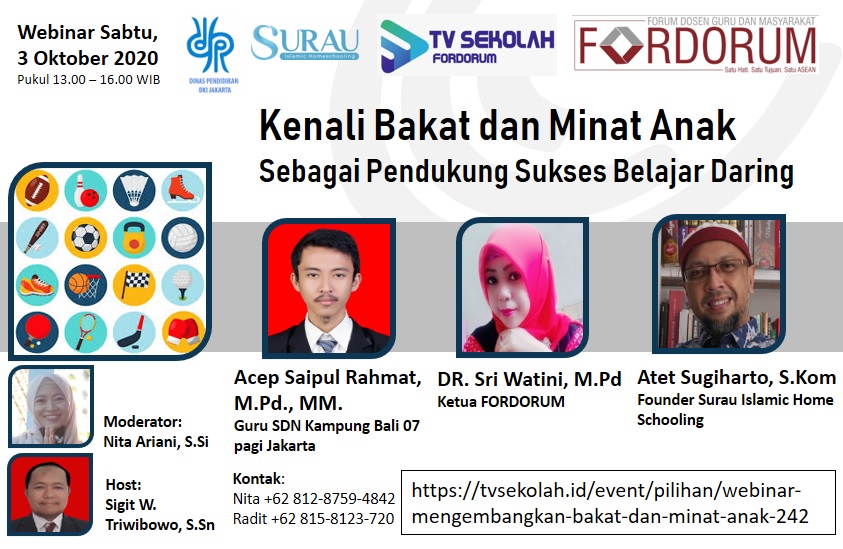 Webinar Sabtu,
3 Oktober 2020
Pukul 13.00 – 16.00 WIB
DINAS PENDIDIKAN
DKI JAKARTA
SURAU
Islamic Homeschooling
TV SEKOLAH
FORDORUM
FORUM DOSEN GURU DAN MASYARAKAT
FORDORUM
Satu Hati. Satu Tujuan. Satu ASEAN
Kenali Bakat dan Minat Anak
Sebagai Pendukung Sukses Belajar Daring
Acep Saipul Rahmat,
M.Pd., MM.
Guru SDN Kampung Bali 07
pagi Jakarta
DR. Sri Watini, M.Pd
Ketua FORDORUM
Atet Sugiharto, S.Kom
Founder Surau Islamic Home
Schooling
Moderator:
Nita Ariani, S.Si
Host:
Sigit W.
Triwibowo, S.Sn
Kontak:
Nita +62 812-8759-4842
Radit +62 815-8123-720
https://tvsekolah.id/event/pilihan/webinar-
mengembangkan-bakat-dan-minat-anak-242